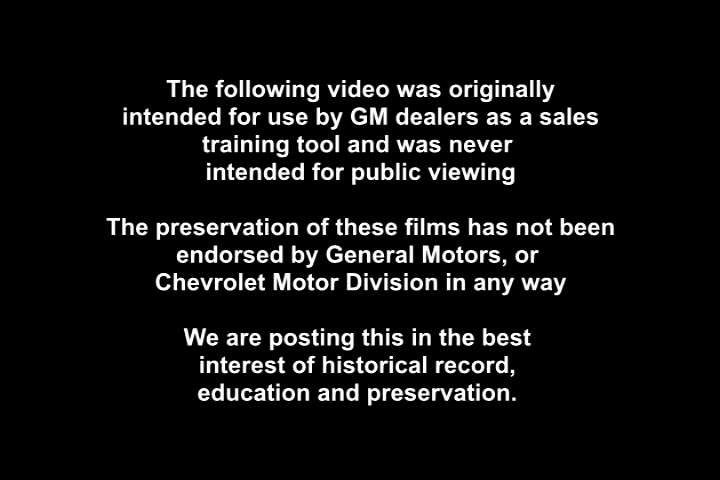 The following video was originally
intended for use by GM dealers as a sales
training tool and was never
intended for public viewing
The preservation of these films has not been
endorsed by General Motors, or
Chevrolet Motor Division in any way
We are posting this in the best
interest of historical record,
education and preservation.